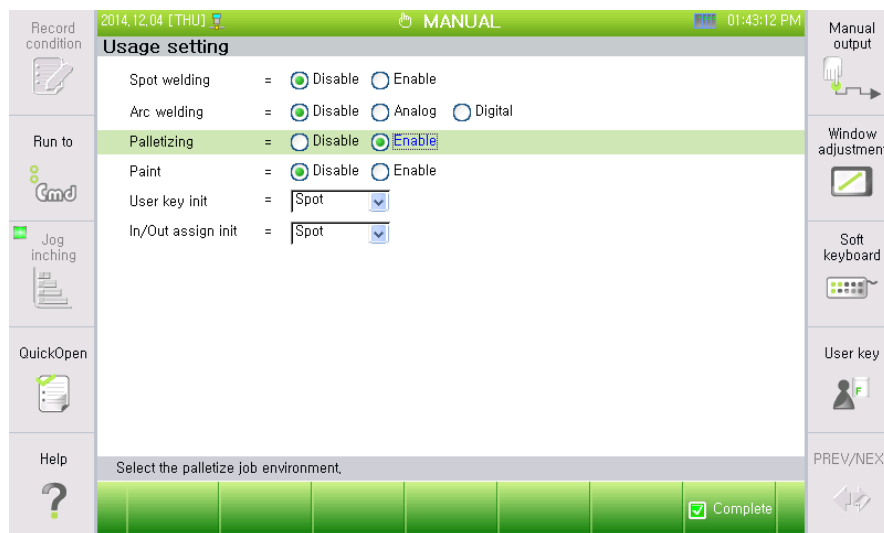 2014,12,04 [THU] MANUAL 01:43:12 PM
Usage setting
Spot welding = Disable Enable
Arc welding = Disable Analog Digital
Palletizing = Disable Enable
Paint = Disable Enable
User key init = Spot
In/Out assign init = Spot
Select the palletize job environment,
Complete
Record
condition
Run to
Cmd
Jog
inching
QuickOpen
Help
?
Manual
output
Window
adjustmen
Soft
keyboard
User key
F
PREV/NEX